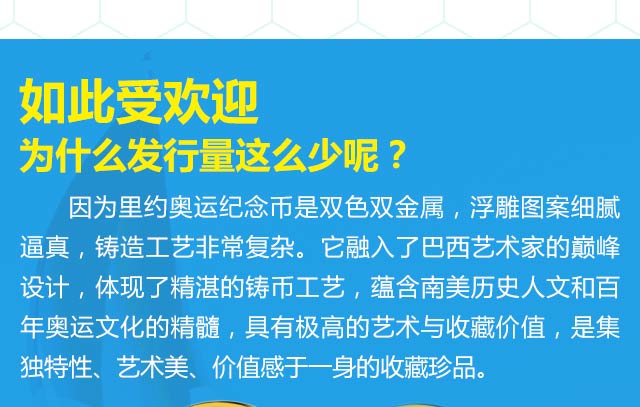 如此受欢迎
为什么发行量这么少呢？
因为里约奥运纪念币是双色双金属，浮雕图案细腻
逼真，铸造工艺非常复杂。它融入了巴西艺术家的巅峰
设计，体现了精湛的铸币工艺，蕴含南美历史人文和百
年奥运文化的精髓，具有极高的艺术与收藏价值，是集
独特性、艺术美、价值感于一身的收藏珍品。